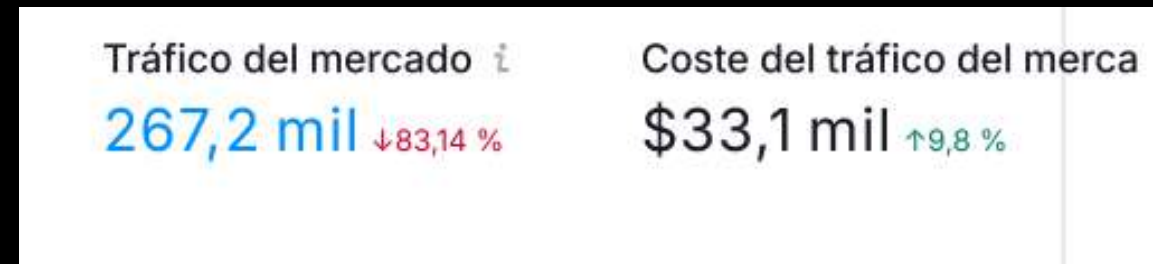 Tráfico del mercado i
267,2 mil ↓83,14 %
Coste del tráfico del merca
$33,1 mil ↑9,8 %